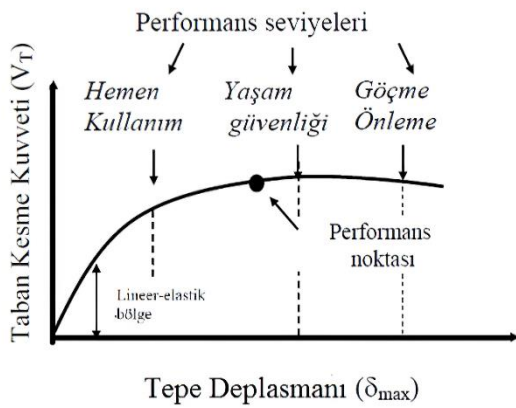 Performans seviyeleri
Hemen
Kullanım
Yaşam
güvenliği
Göçme
Önleme
Taban Kesme Kuvveti (VT)
Performans
noktası
Lineer-elastik
bölge
Tepe Deplasmanı (δmax)